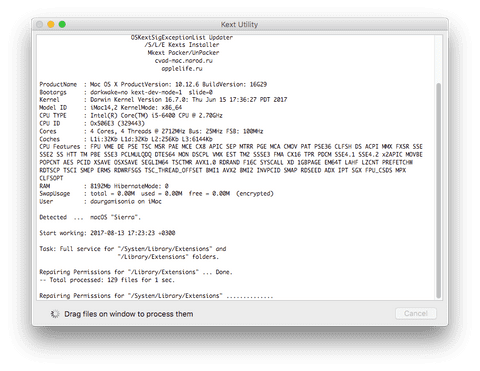 Kext Utility
OSKextSigExceptionList Updater
/S/L/E Kexts Installer
Mkext Packer/UnPacker
cvad-mac.narod.ru
applelife.ru
ProductName : Mac OS X ProductVersion: 10.12.6 BuildVersion: 16G29
Bootargs : darkwake=no kext-dev-mode=1 slide=0
Kernel : Darwin Kernel Version 16.7.0: Thu Jun 15 17:36:27 PDT 2017
Model ID : iMac14,2 KernelMode: x86_64
CPU TYPE : Intel(R) Core(TM) i5-6400 CPU @ 2.70GHz
CPU ID : 0x506E3 (329443)
Cores : 4 Cores, 4 Threads @ 2712MHz Bus: 25MHz FSB: 100MHz
Caches : L1i:32Kb L1d:32Kb L2:256Kb L3:6144Kb
CPU Features : FPU VME DE PSE TSC MSR PAE MCE CX8 APIC SEP MTRR PGE MCA CMOV PAT PSE36 CLFSH DS ACPI MMX FXSR SSE
SSE2 SS HTT TM PBE SSE3 PCLMULQDQ DTES64 MON DSCPL VMX EST TM2 SSSE3 FMA CX16 TPR PDCM SSE4.1 SSE4.2 x2APIC MOVBE
POPCNT AES PCID XSAVE OSXSAVE SEGLIM64 TSCTMR AVX1.0 RDRAND F16C SYSCALL XD 1GBPAGE EM64T LAHF LZCNT PREFETCHW
RDTSCP TSCI SMEP ERMS RDWRFSGS TSC_THREAD_OFFSET BMI1 AVX2 BMI2 INVPCID SMAP RDSEED ADX IPT SGX FPU_CSDS MPX
CLFSOPT
RAM : 8192Mb HibernateMode: 0
SwapUsage : total = 0.00M used = 0.00M free = 0.00M (encrypted)
User : daurganisonia on iMac
Detected ... macOS "Sierra".
Start working: 2017-08-13 17:23:23 +0300
Task: Full service for "/System/Library/Extensions" and
"/Library/Extensions" folders.
Repairing Permissions for "/Library/Extensions" ... Done.
-- Total processed: 129 files for 1 sec.
Repairing Permissions for "/System/Library/Extensions" .............
Drag files on window to process them
Cancel